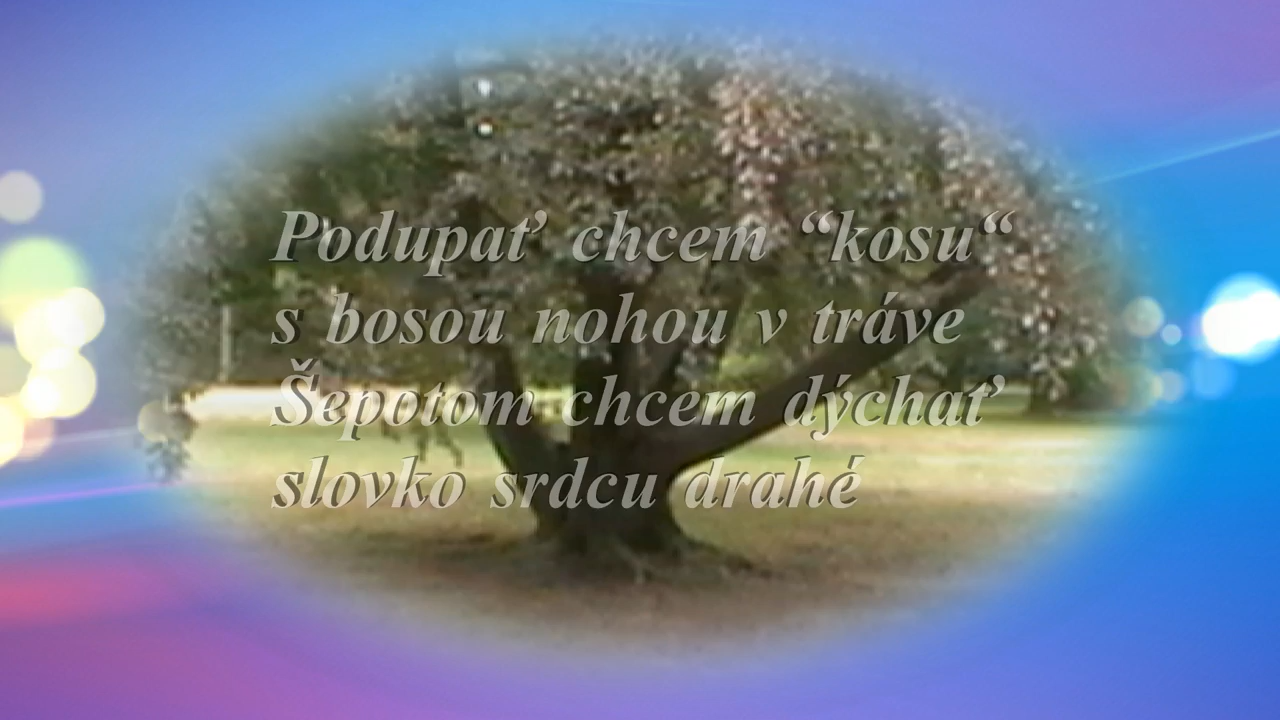 Podupať chcem “kosu“
s bosou nohou v tráve
Šepotom chcem dýchať
slovko srdcu drahé